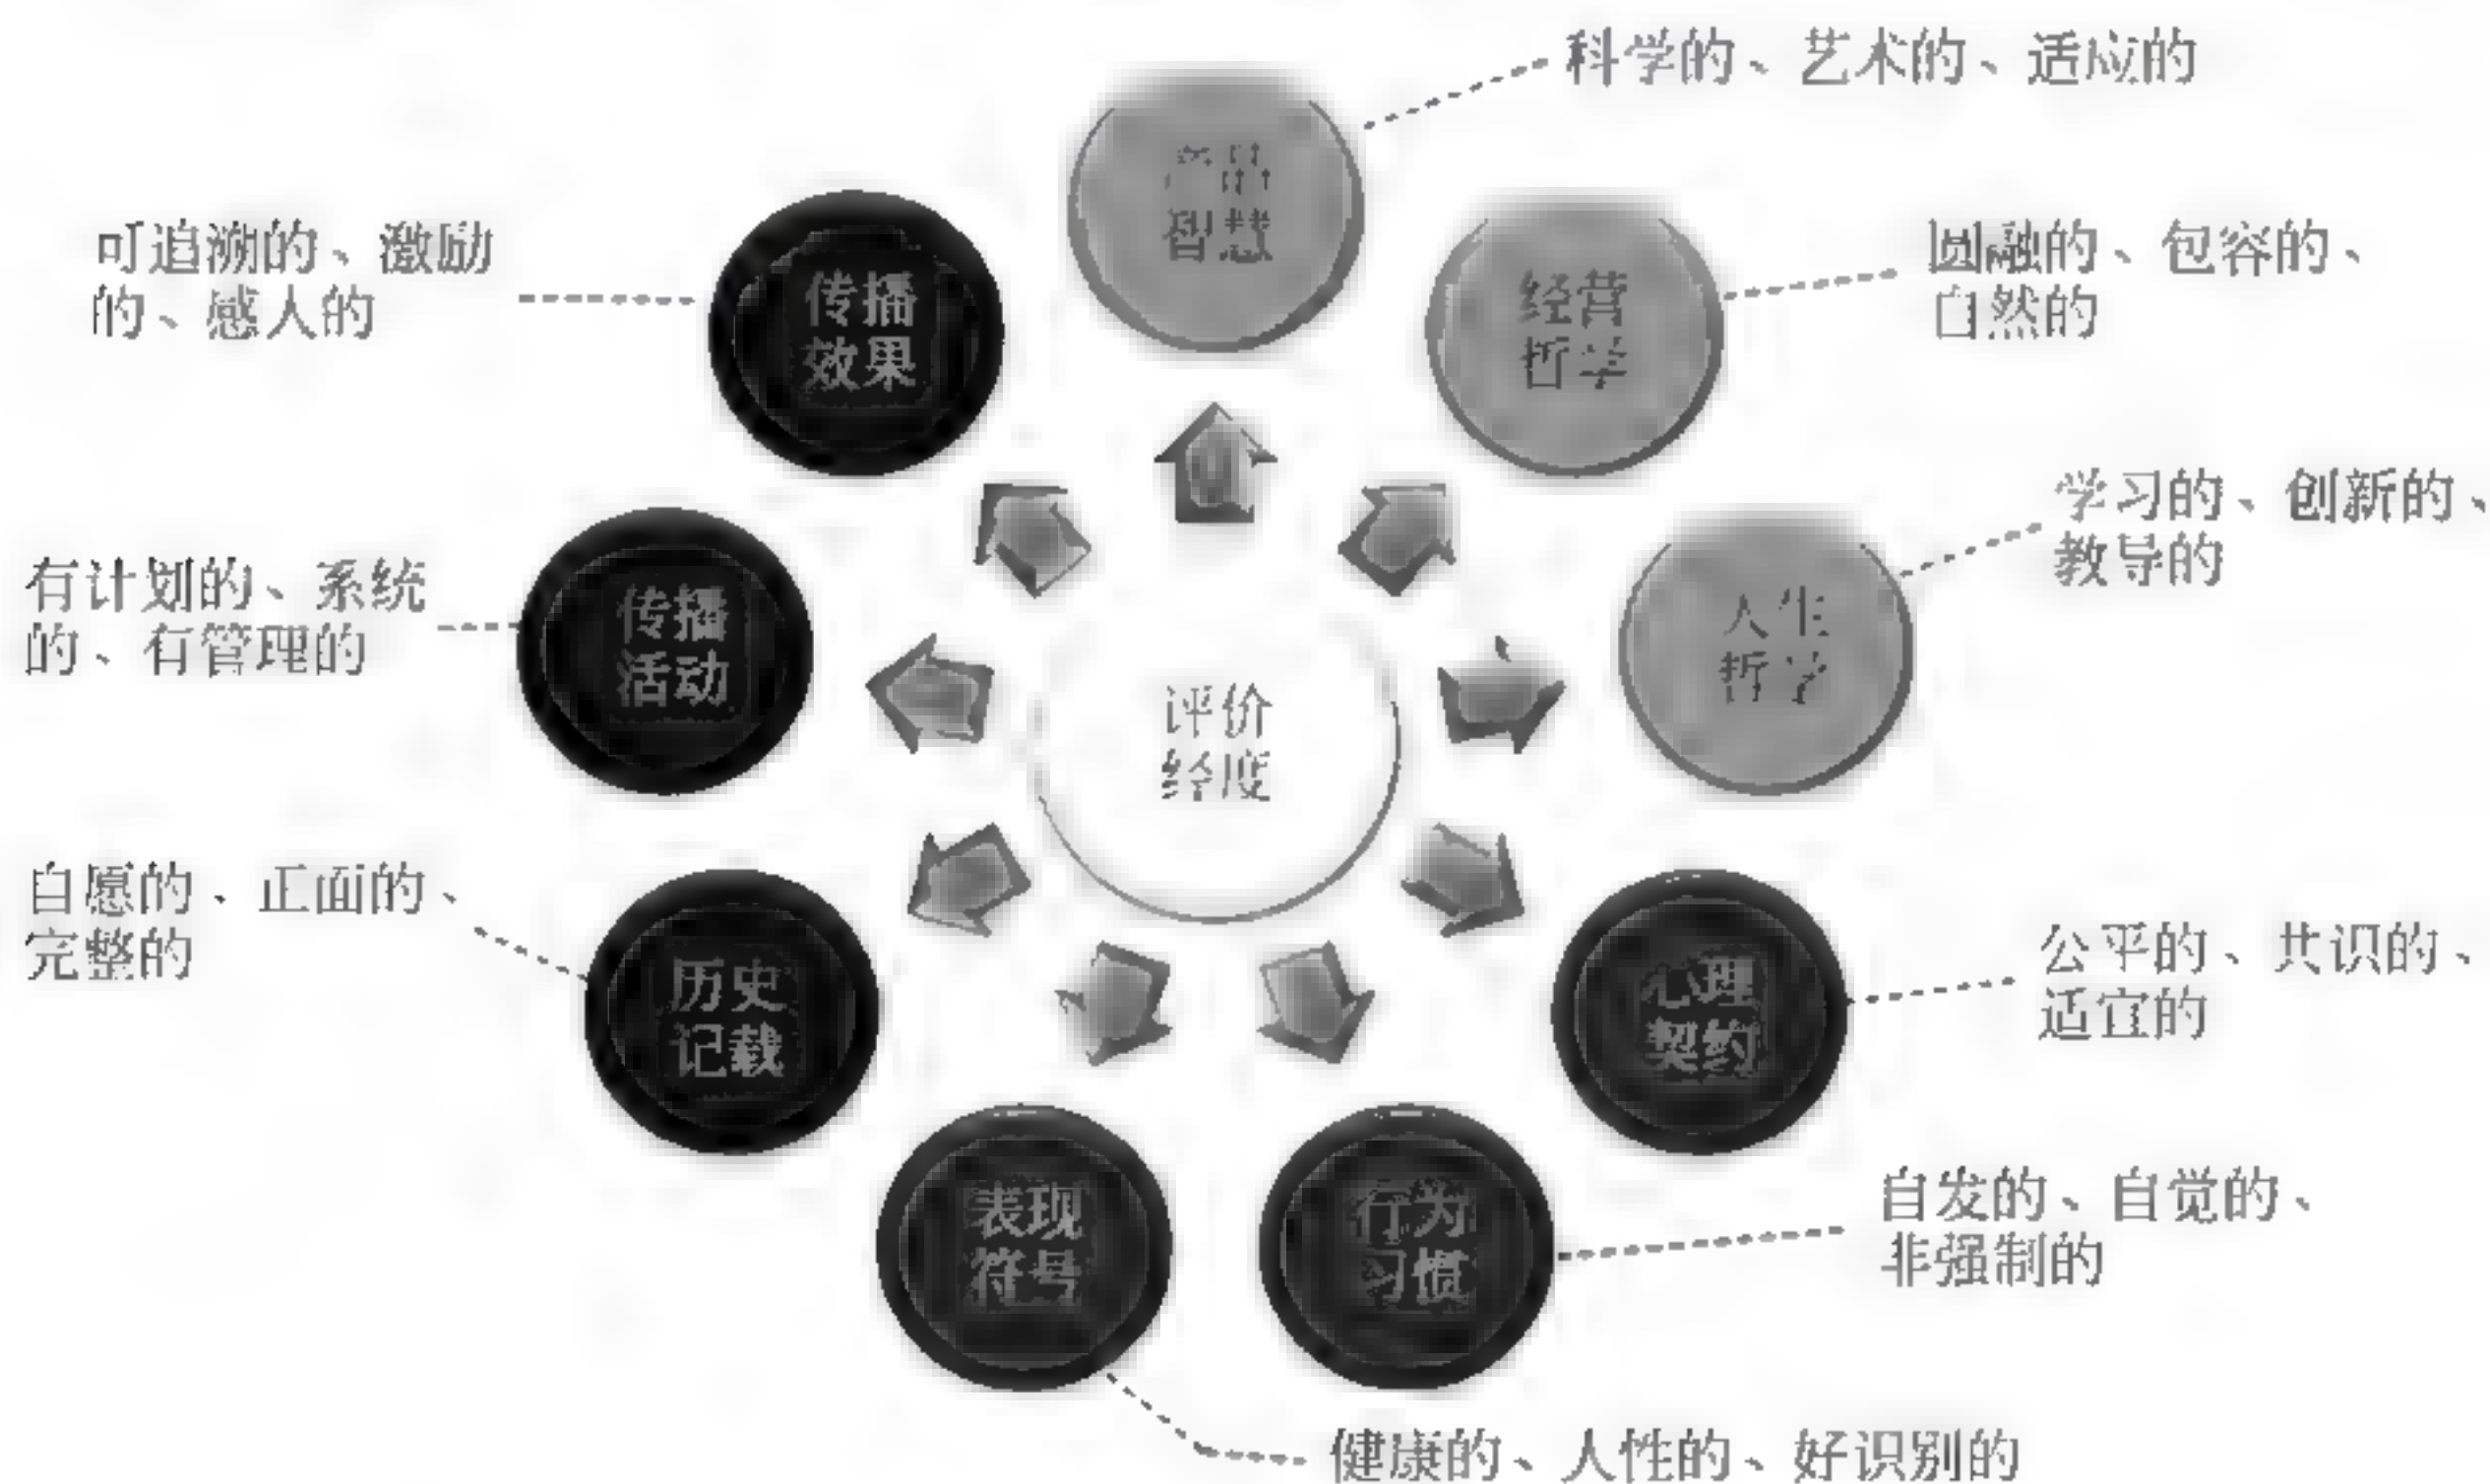 科学的、艺术的、适应的
智慧
经营
哲学
圆融的、包容的、
自然的
人生
哲学
学习的、创新的、
教导的
心理
契约
公平的、共识的、
适宜的
行为
习惯
自发的、自觉的、
非强制的
表现
符号
健康的、人性的、好识别的
历史
记载
自愿的、正面的、
完整的
传播
活动
有计划的、系统
的、有管理的
传播
效果
可追溯的、激励
的、感人的
评价
经度